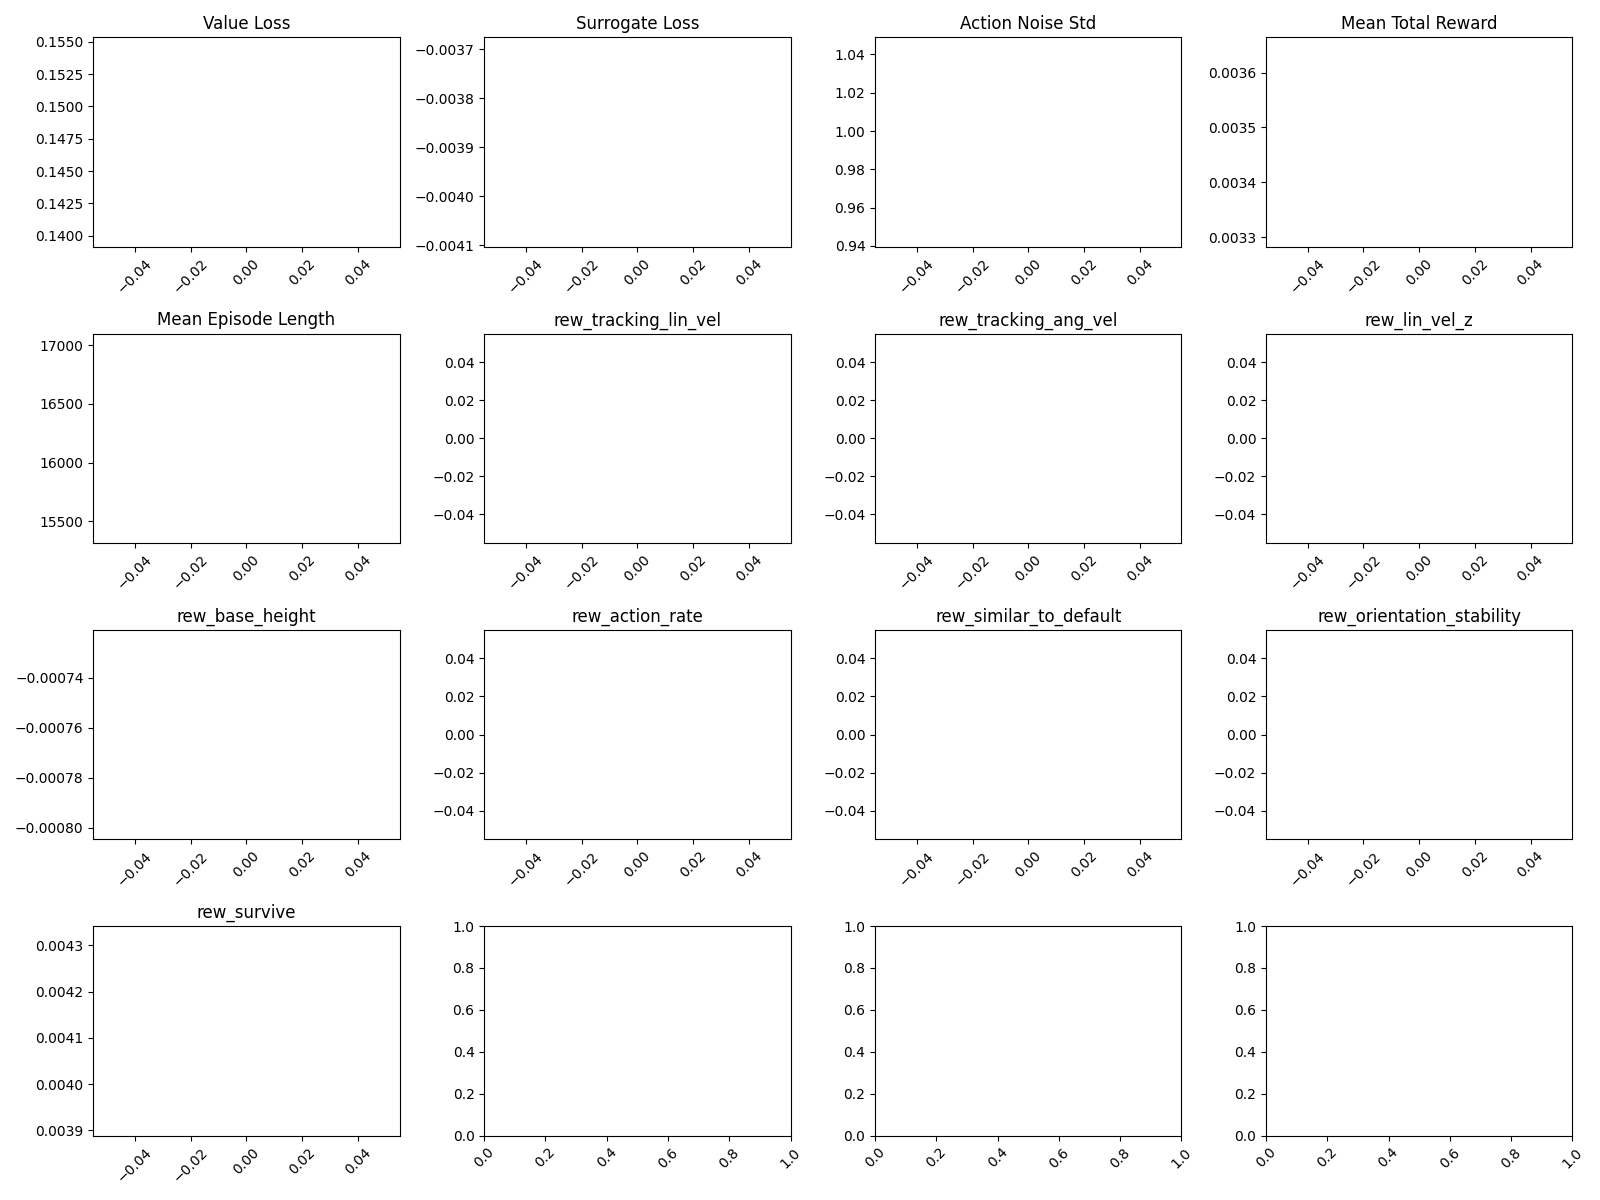 Value Loss
0.1550
0.1525
0.1500
0.1475
0.1450
0.1425
0.1400
−0.04 −0.02 0.00 0.02 0.04
Surrogate Loss
−0.0037
−0.0038
−0.0039
−0.0040
−0.0041
−0.04 −0.02 0.00 0.02 0.04
Action Noise Std
1.04
1.02
1.00
0.98
0.96
0.94
−0.04 −0.02 0.00 0.02 0.04
Mean Total Reward
0.0036
0.0035
0.0034
0.0033
−0.04 −0.02 0.00 0.02 0.04
Mean Episode Length
17000
16500
16000
15500
−0.04 −0.02 0.00 0.02 0.04
rew_tracking_lin_vel
0.04
0.02
0.00
−0.02
−0.04
−0.04 −0.02 0.00 0.02 0.04
rew_tracking_ang_vel
0.04
0.02
0.00
−0.02
−0.04
−0.04 −0.02 0.00 0.02 0.04
rew_lin_vel_z
0.04
0.02
0.00
−0.02
−0.04
−0.04 −0.02 0.00 0.02 0.04
rew_base_height
−0.00074
−0.00076
−0.00078
−0.00080
−0.04 −0.02 0.00 0.02 0.04
rew_action_rate
0.04
0.02
0.00
−0.02
−0.04
−0.04 −0.02 0.00 0.02 0.04
rew_similar_to_default
0.04
0.02
0.00
−0.02
−0.04
−0.04 −0.02 0.00 0.02 0.04
rew_orientation_stability
0.04
0.02
0.00
−0.02
−0.04
−0.04 −0.02 0.00 0.02 0.04
rew_survive
0.0043
0.0042
0.0041
0.0040
0.0039
−0.04 −0.02 0.00 0.02 0.04
1.0
0.8
0.6
0.4
0.2
0.0
0.0 0.2 0.4 0.6 0.8 1.0
1.0
0.8
0.6
0.4
0.2
0.0
0.0 0.2 0.4 0.6 0.8 1.0
1.0
0.8
0.6
0.4
0.2
0.0
0.0 0.2 0.4 0.6 0.8 1.0